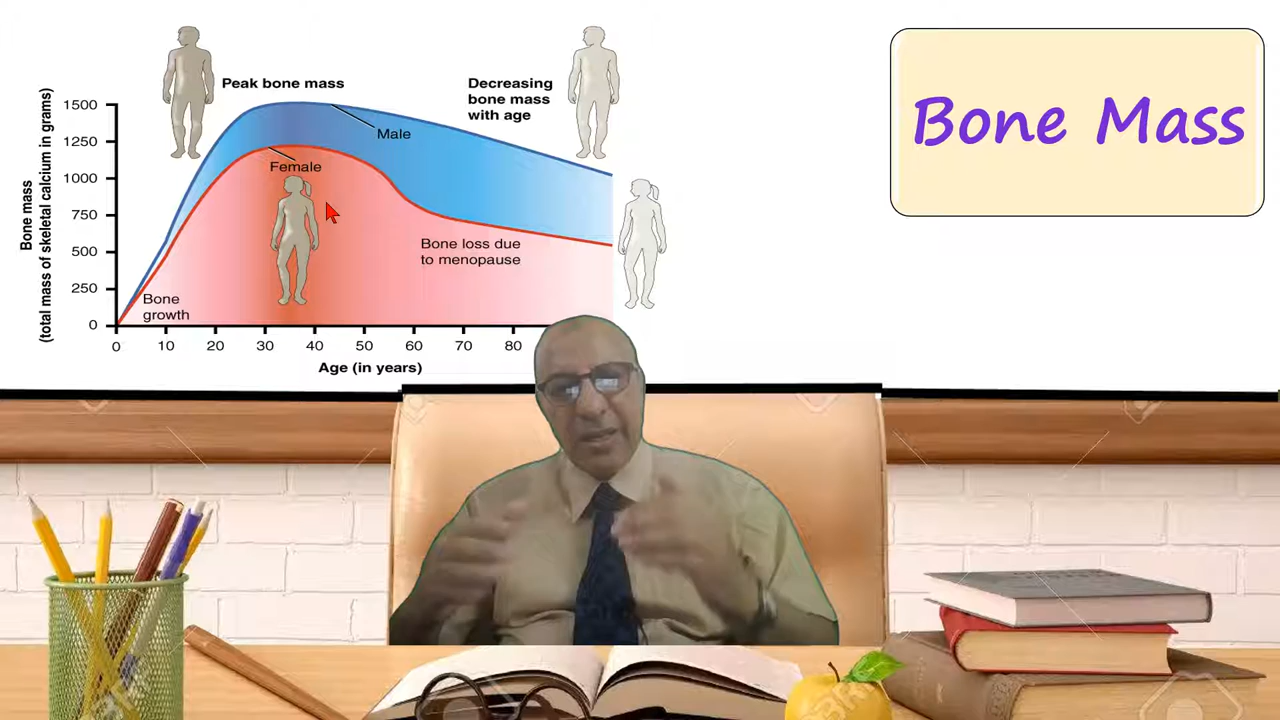 Peak bone mass
Decreasing
bone mass
with age
Bone mass
(total mass of skeletal calcium in grams)
1500
1250
1000
750
500
250
0
Male
Female
Bone loss due
to menopause
Bone
growth
0 10 20 30 40 50 60 70 80
Age (in years)
Bone Mass